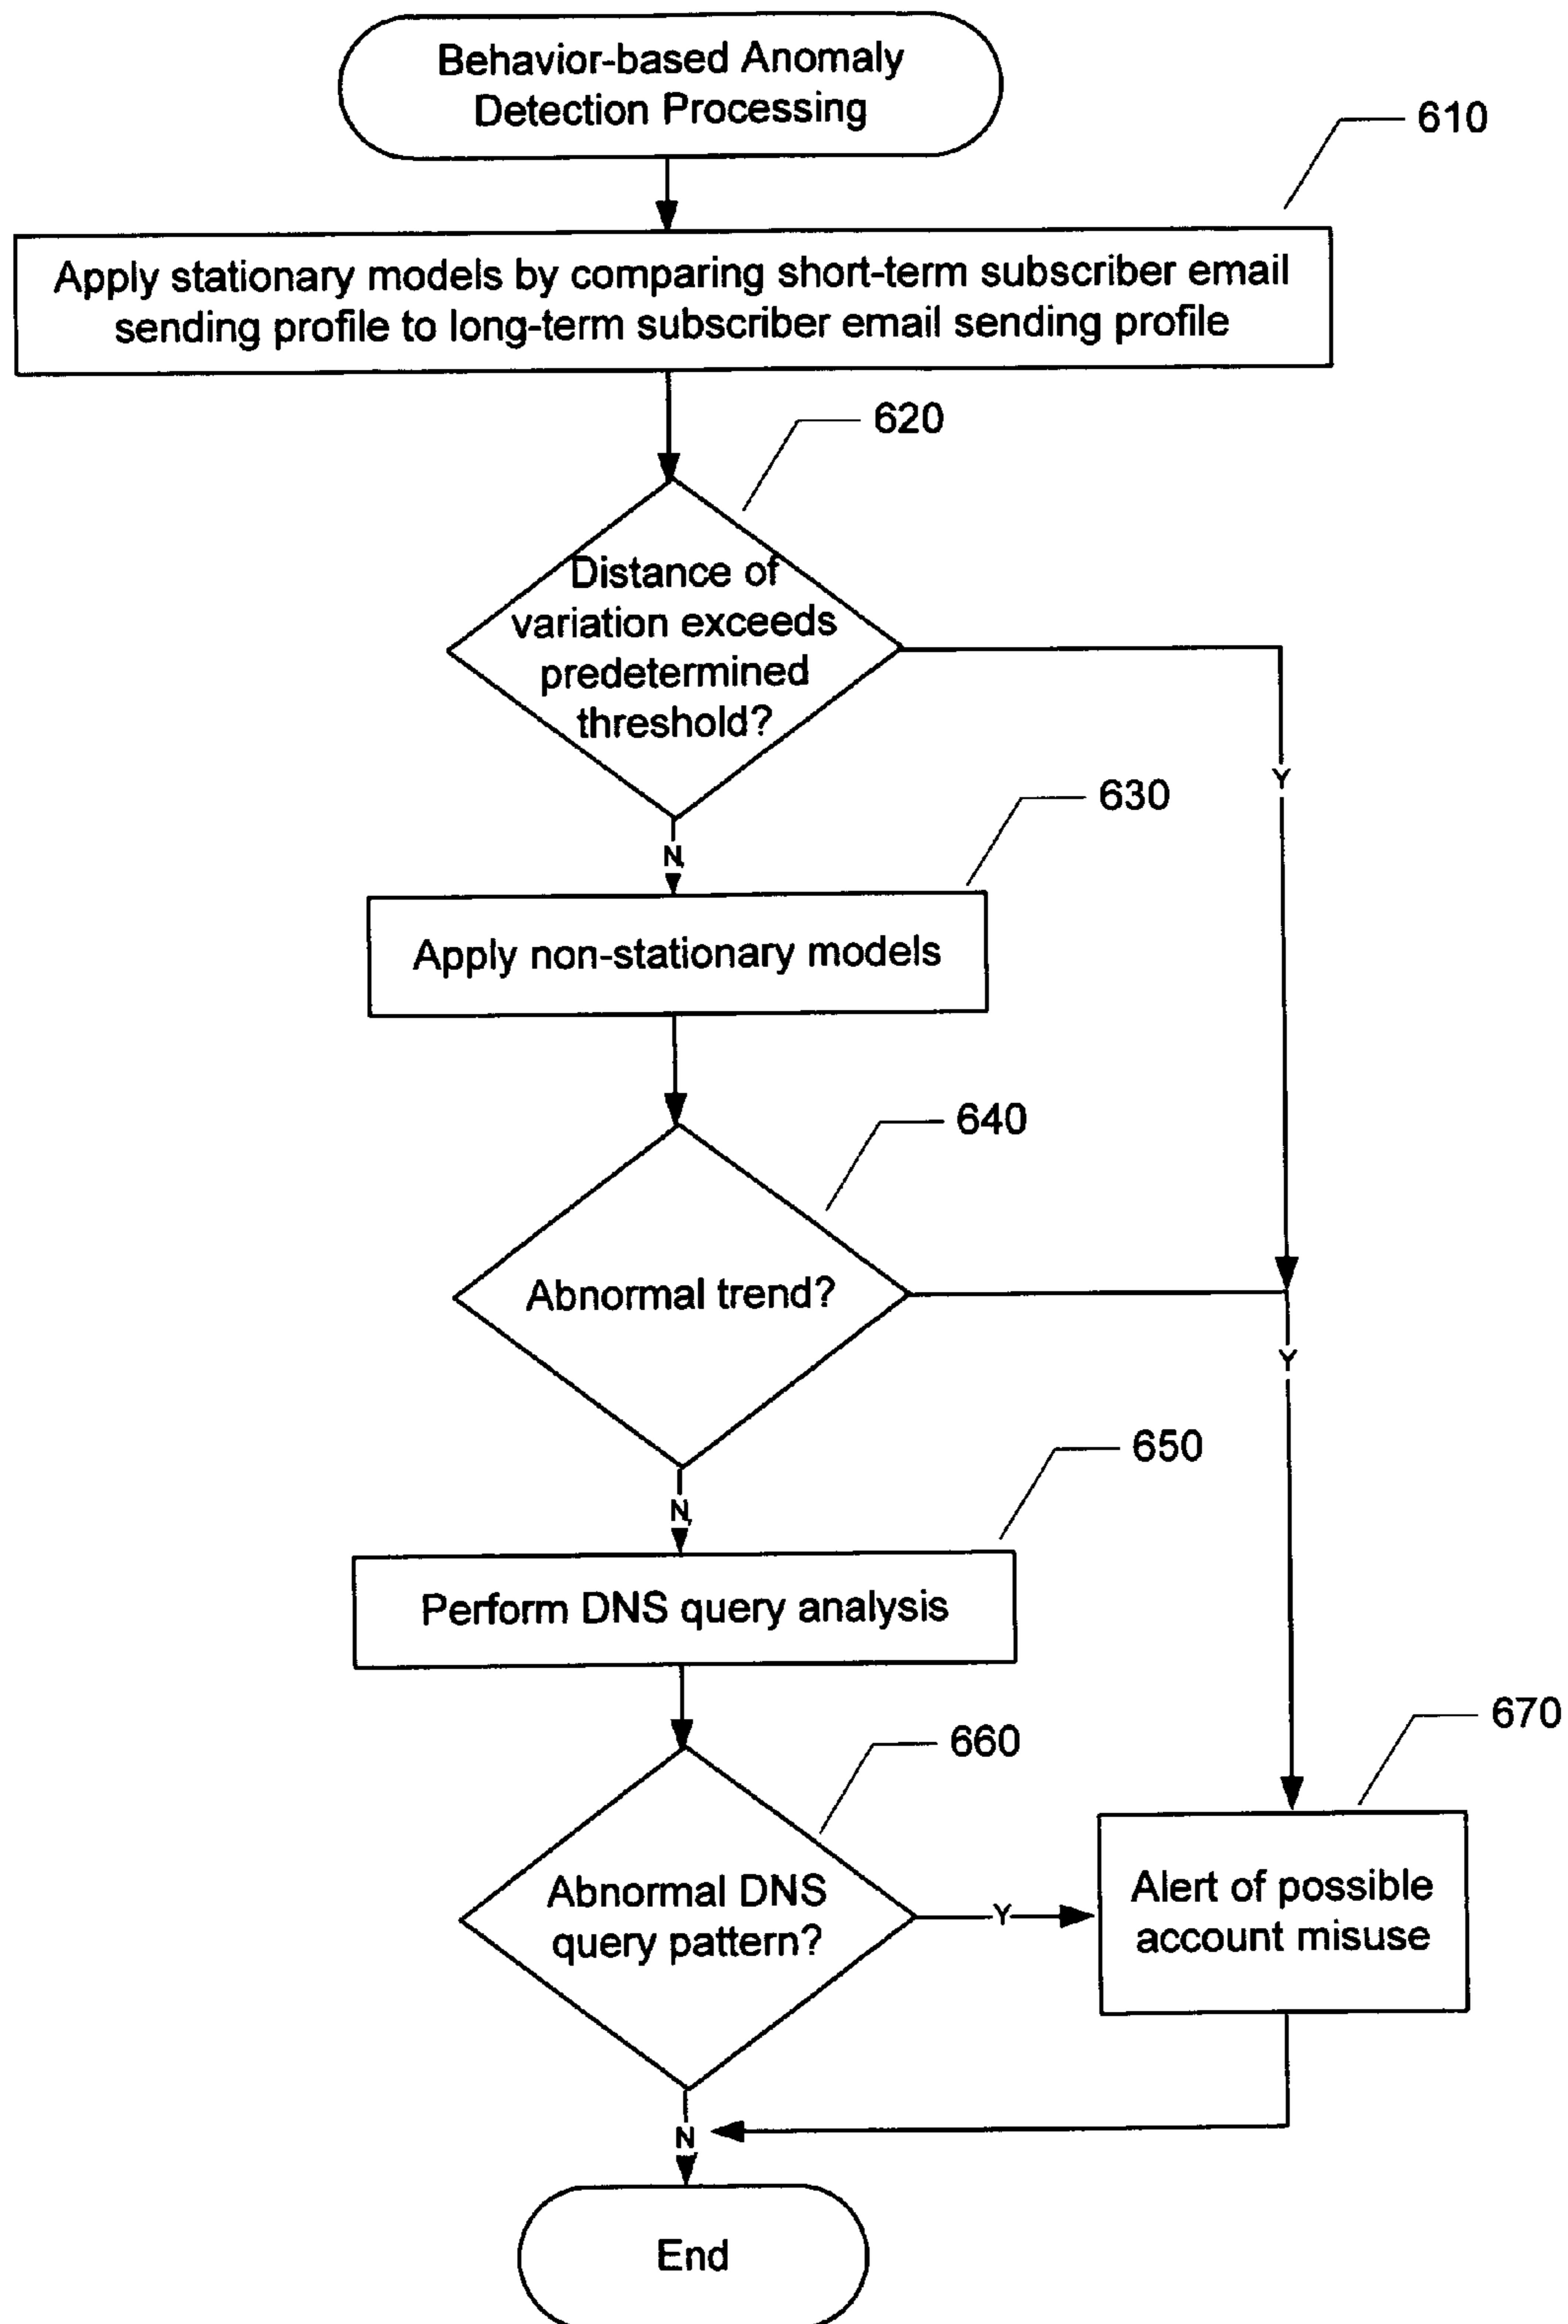 Behavior-based Anomaly
Detection Processing
610
Apply stationary models by comparing short-term subscriber email
sending profile to long-term subscriber email sending profile
620
Distance of
variation exceeds
predetermined
threshold?
Y
630
N
Apply non-stationary models
640
Abnormal trend?
Y
650
N
Perform DNS query analysis
660
670
Abnormal DNS
query pattern?
Y
Alert of possible
account misuse
N
End